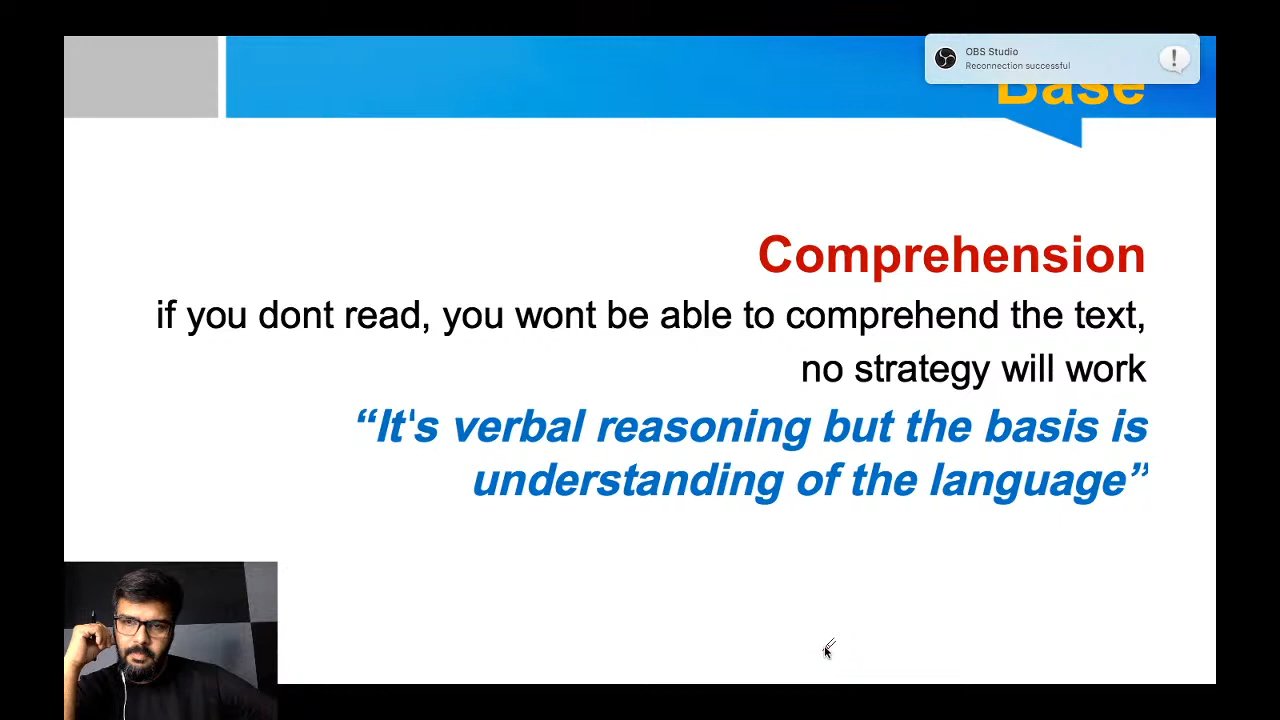 OBS Studio
Reconnection successful
Base
Comprehension
if you dont read, you wont be able to comprehend the text,
no strategy will work
“It's verbal reasoning but the basis is
understanding of the language”